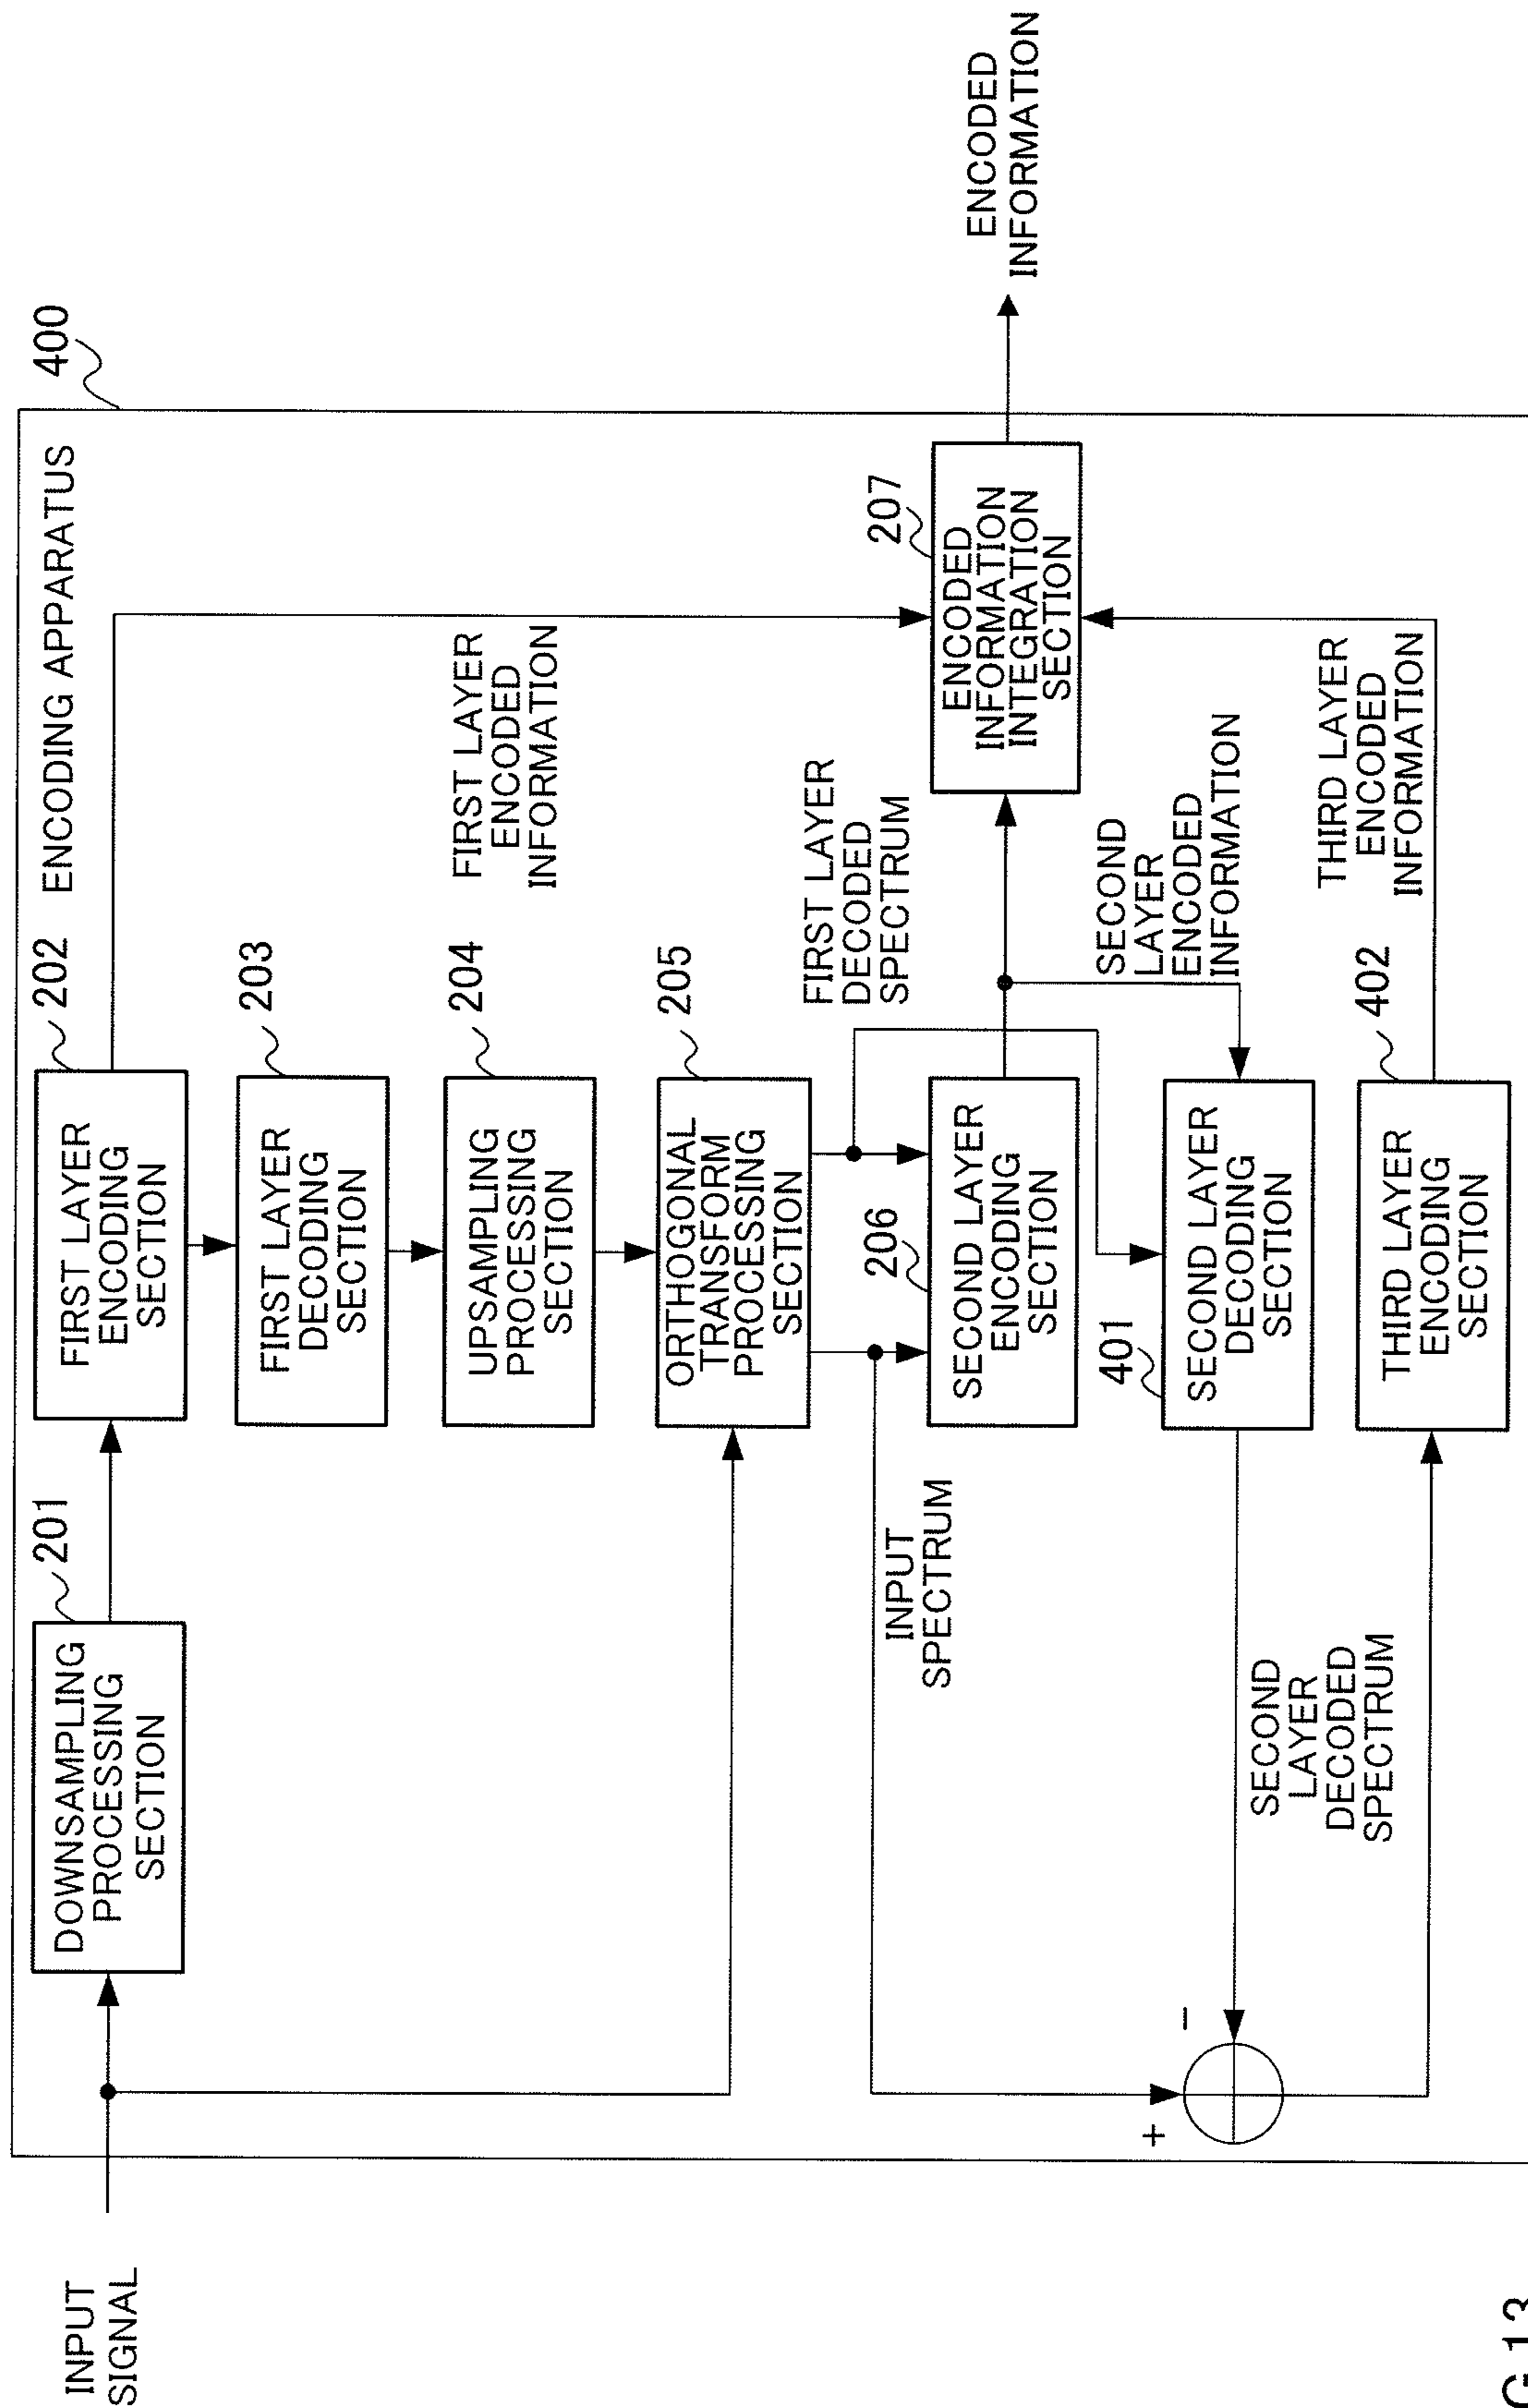 400
ENCODING APPARATUS
INPUT
SIGNAL
201
DOWNSAMPLING
PROCESSING
SECTION
202
FIRST LAYER
ENCODING
SECTION
203
FIRST LAYER
DECODING
SECTION
FIRST LAYER
ENCODED
INFORMATION
204
UPSAMPLING
PROCESSING
SECTION
205
ORTHOGONAL
TRANSFORM
PROCESSING
SECTION
FIRST LAYER
DECODED
SPECTRUM
INPUT
SPECTRUM
206
SECOND LAYER
ENCODING
SECTION
207
ENCODED
INFORMATION
INTEGRATION
SECTION
ENCODED
INFORMATION
SECOND
LAYER
ENCODED
INFORMATION
401
SECOND LAYER
DECODING
SECTION
+
-
SECOND
LAYER
DECODED
SPECTRUM
402
THIRD LAYER
ENCODING
SECTION
THIRD LAYER
ENCODED
INFORMATION
G.13